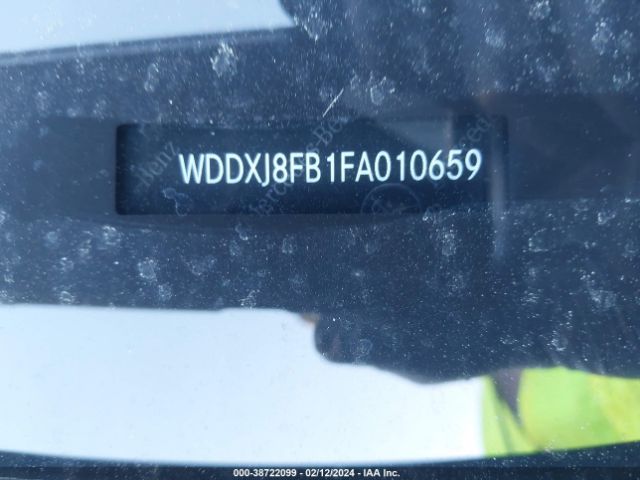 WDDXJ8FB1FA010659
000-38722099 - 02/12/2024 - IAA Inc.